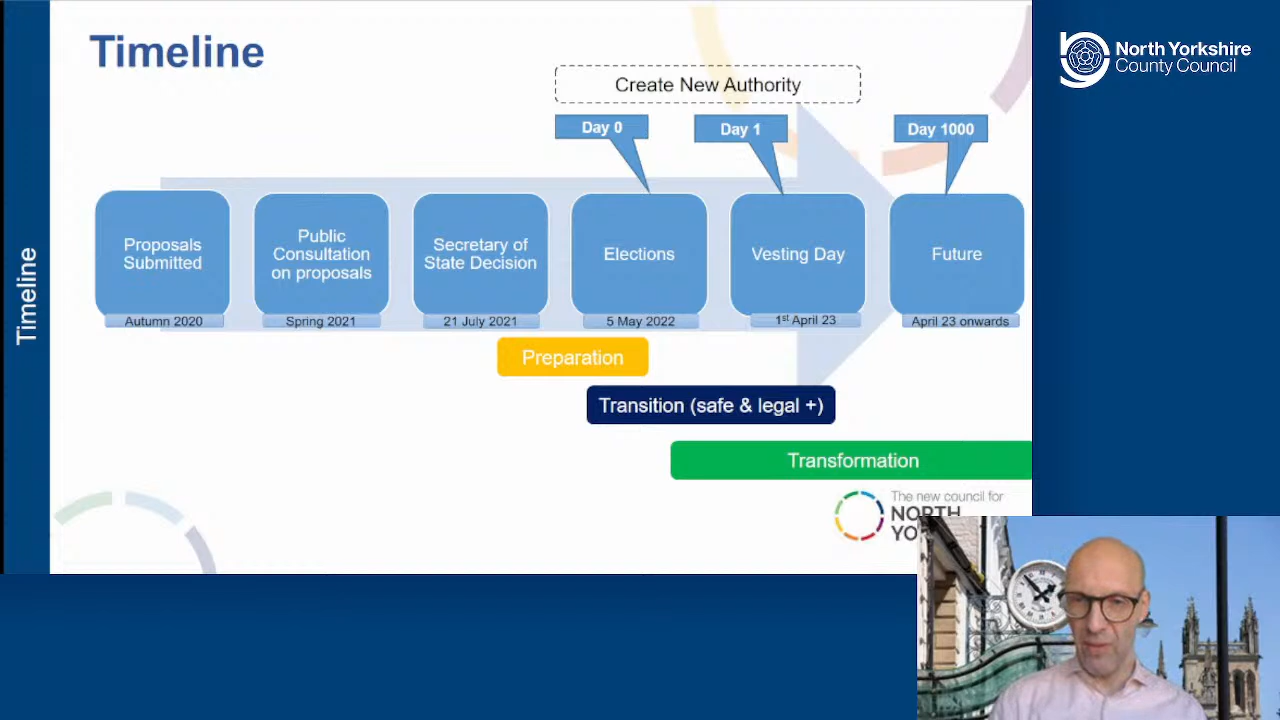 Timeline
Timeline
North Yorkshire
County Council
Create New Authority
Day 0
Day 1
Day 1000
Proposals
Submitted
Autumn 2020
Public
Consultation
on proposals
Spring 2021
Secretary of
State Decision
21 July 2021
Elections
5 May 2022
Vesting Day
1st April 23
Future
April 23 onwards
Preparation
Transition (safe & legal +)
Transformation
The new council for
NORTH
YO